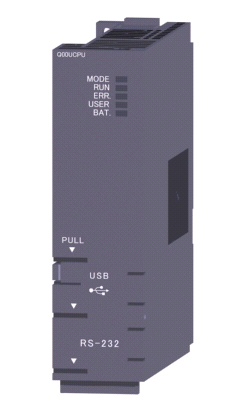 Q00UCPU
MODE
RUN
ERR.
USER
BAT.
PULL
USB
RS-232